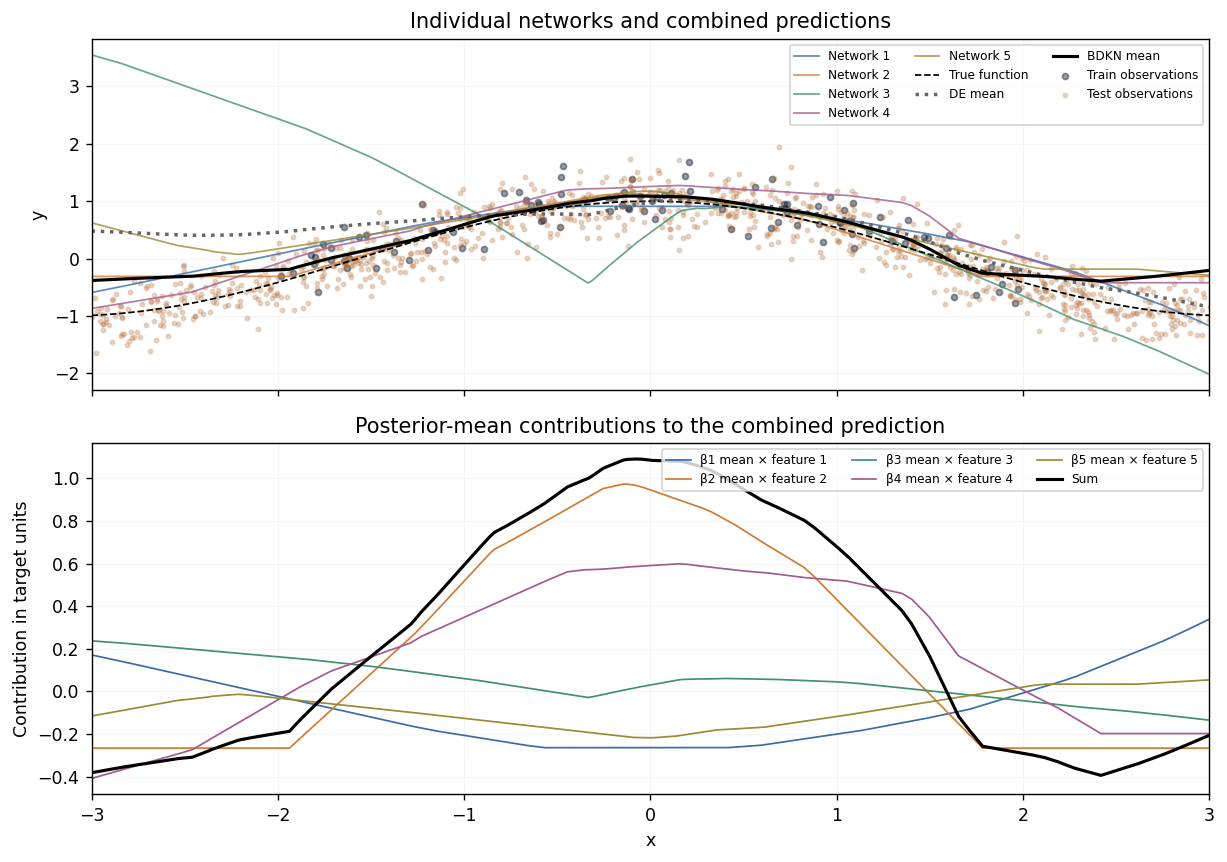 Individual networks and combined predictions
Network 1
Network 2
Network 3
Network 4
Network 5
True function
DE mean
BDKN mean
Train observations
Test observations
y
3
2
1
0
−1
−2
Posterior-mean contributions to the combined prediction
β1 mean × feature 1
β2 mean × feature 2
β3 mean × feature 3
β4 mean × feature 4
β5 mean × feature 5
Sum
Contribution in target units
1.0
0.8
0.6
0.4
0.2
0.0
−0.2
−0.4
−3
−2
−1
0
1
2
3
x